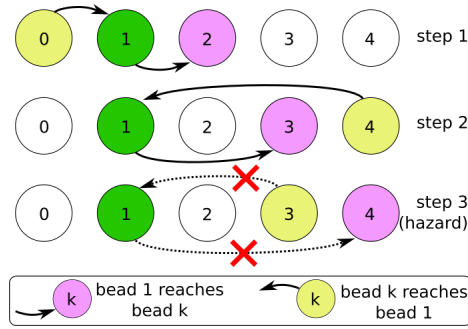 0 1 2 3 4 step 1
0 1 2 3 4 step 2
0 1 2 3 4 step 3
(hazard)
k bead 1 reaches
bead k
k bead k reaches
bead 1